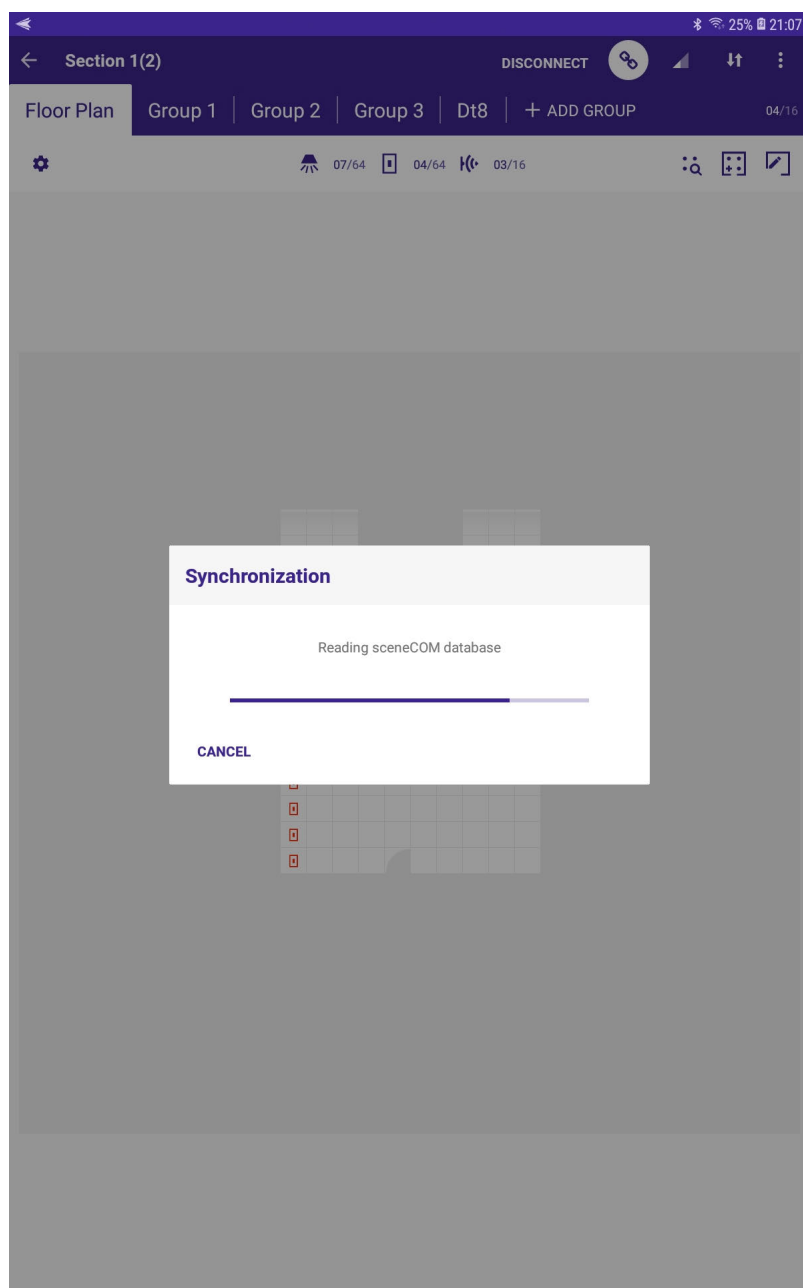 25% 21:07
Section 1(2) DISCONNECT
Floor Plan Group 1 Group 2 Group 3 Dt8 + ADD GROUP 04/16
07/64 04/64 03/16
Synchronization
Reading sceneCOM database
CANCEL